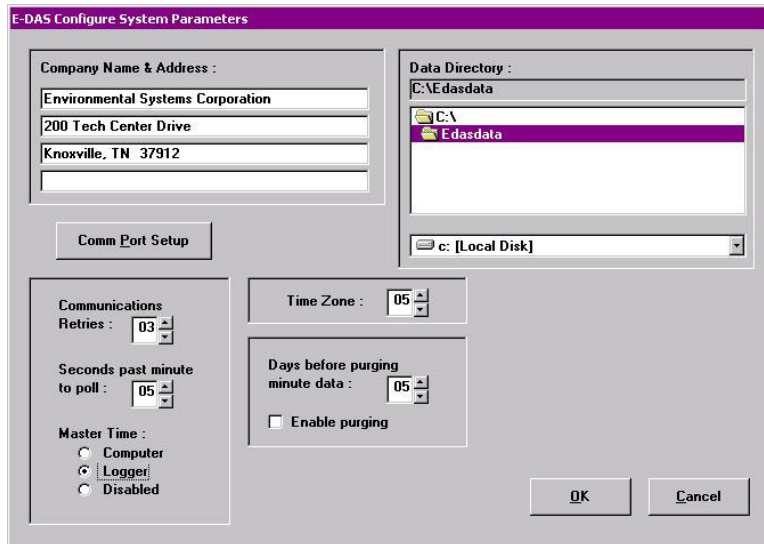 E-DAS Configure System Parameters
Company Name & Address :
Environmental Systems Corporation
200 Tech Center Drive
Knoxville, TN 37912
Data Directory :
C:\Edasdata
C:\
Edasdata
c: [Local Disk]
Comm Port Setup
Communications
Retries : 03
Seconds past minute
to poll : 05
Master Time :
Computer
Logger
Disabled
Time Zone : 05
Days before purging
minute data : 05
Enable purging
OK
Cancel